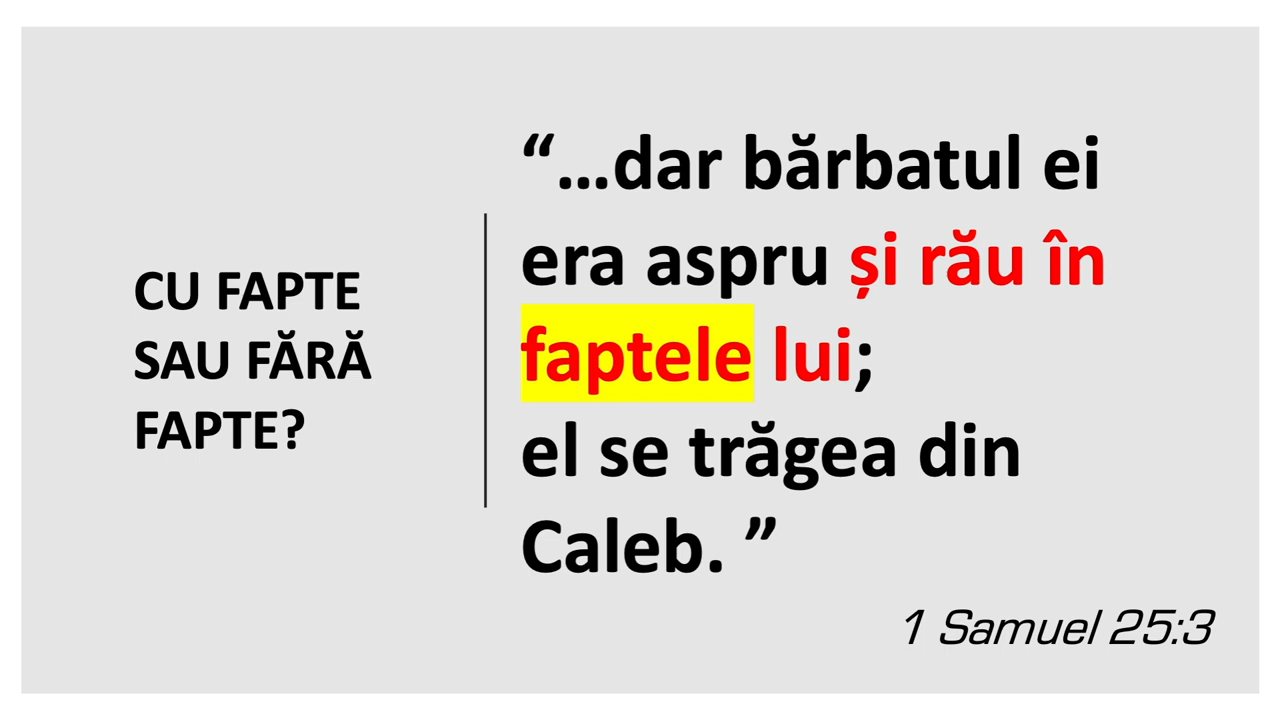 CU FAPTE
SAU FĂRĂ
FAPTE?
“…dar bărbatul ei
era aspru și rău în
faptele lui;
el se trăgea din
Caleb. ”
1 Samuel 25:3